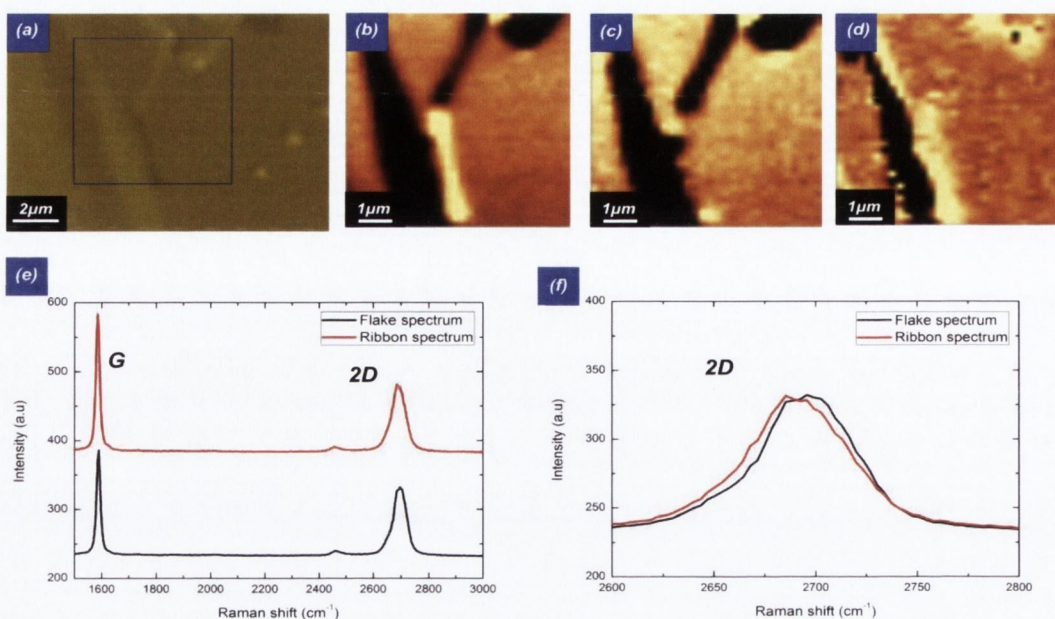 (a)
2μm
(b)
1μm
(c)
1μm
(d)
1μm
(e)
Flake spectrum
Ribbon spectrum
G
2D
Intensity (a.u)
600
500
400
300
200
1600
1800
2000
2200
2400
2600
2800
3000
Raman shift (cm⁻¹)
(f)
Flake spectrum
Ribbon spectrum
2D
Intensity (a.u)
400
350
300
250
200
2600
2650
2700
2750
2800
Raman shift (cm⁻¹)